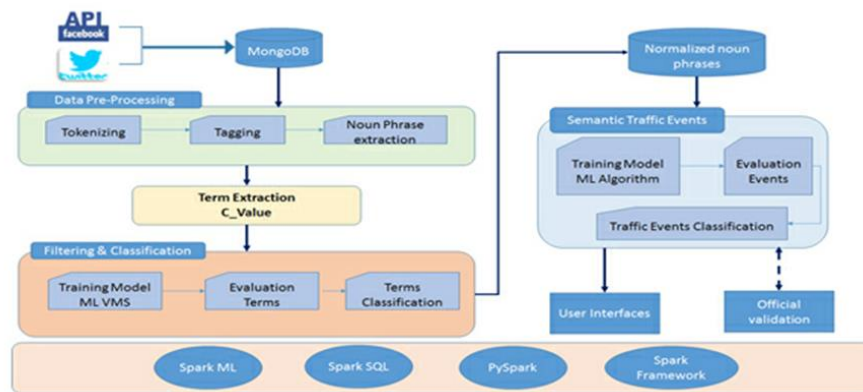 API
facebook
twitter
MongoDB
Data Pre-Processing
Tokenizing
Tagging
Noun Phrase
extraction
Term Extraction
C_Value
Filtering & Classification
Training Model
ML VMS
Evaluation
Terms
Terms
Classification
Normalized noun
phrases
Semantic Traffic Events
Training Model
ML Algorithm
Evaluation
Events
Traffic Events Classification
User Interfaces
Official
validation
Spark ML
Spark SQL
PySpark
Spark
Framework